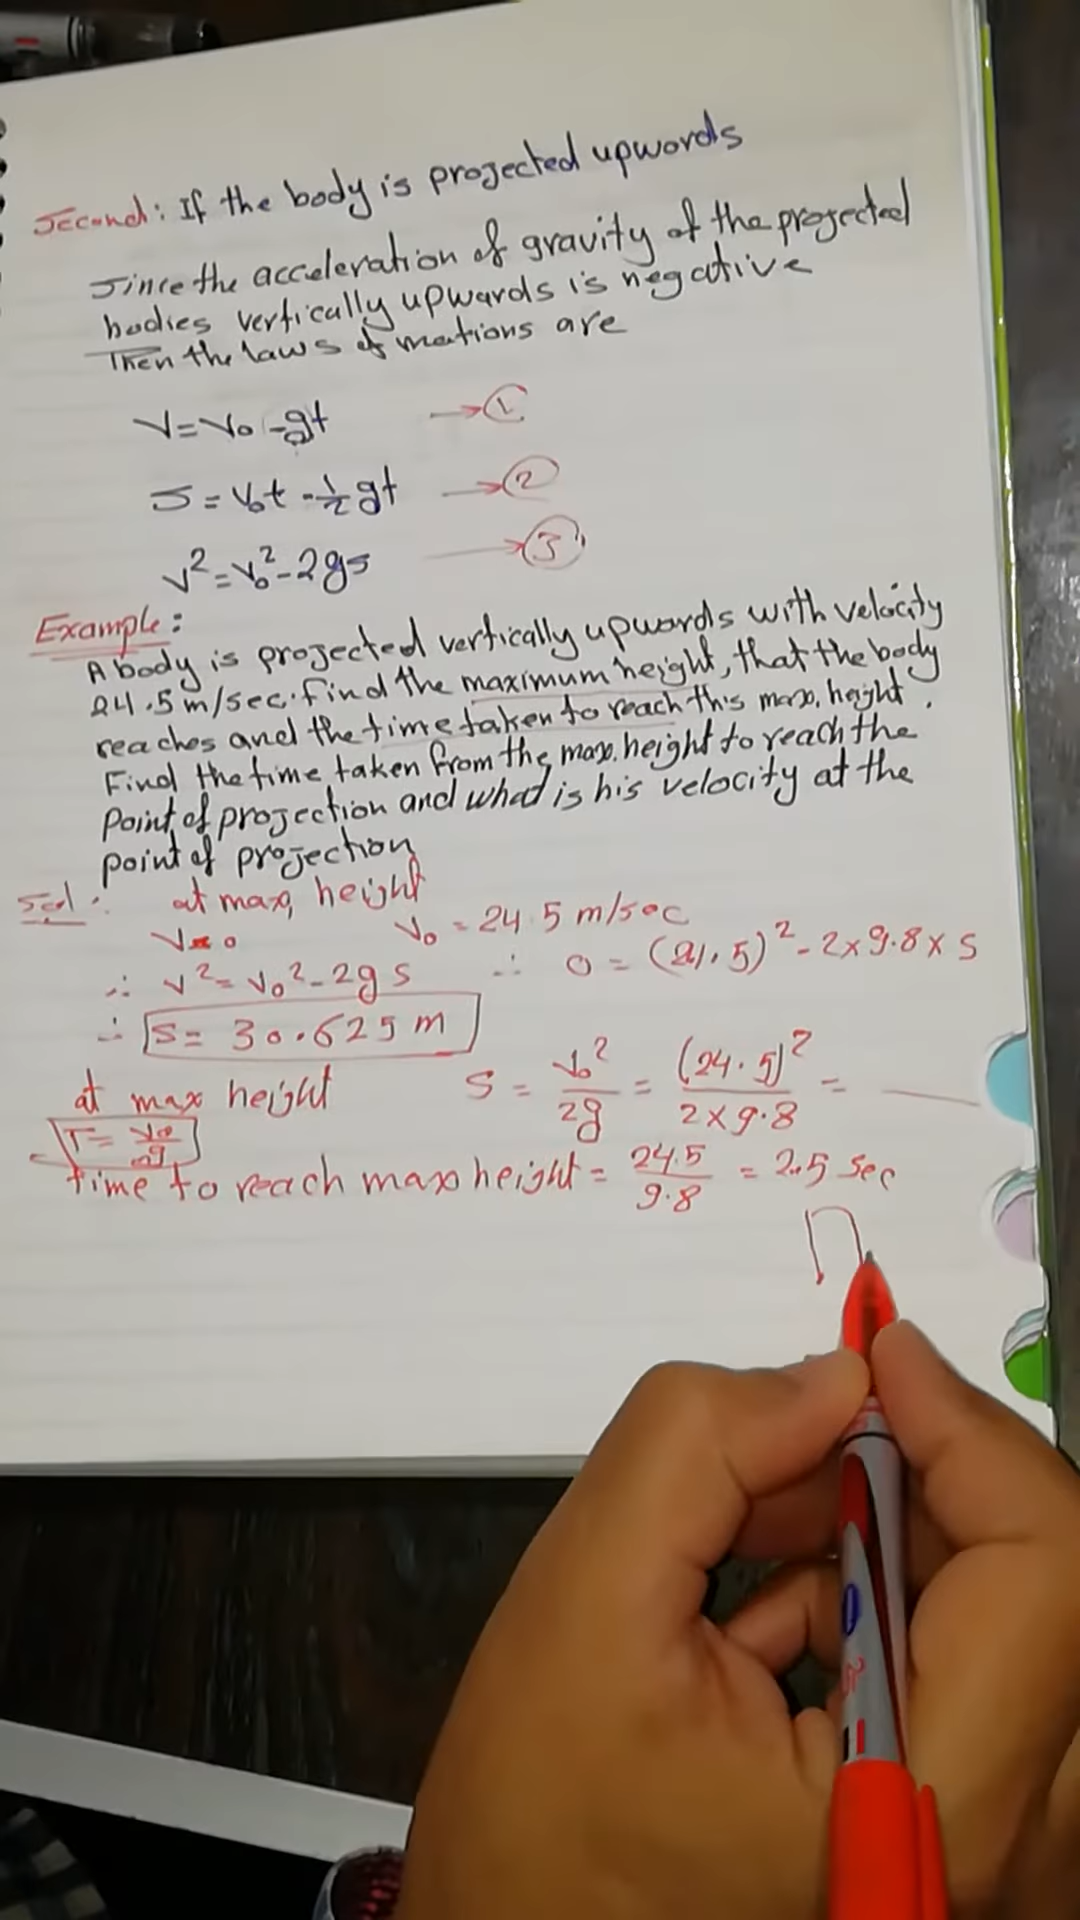 Second: If the body is projected upwords
Since the acceleration of gravity of the projected
bodies vertically upwards is negative
Then the laws of motions are
V = V₀ - gt → ①
S = V₀t - ½ gt → ②
V² = V₀² - 2gs → ③
Example:
A body is projected vertically upwords with velocity
24.5 m/sec. find the maximum height, that the body
reaches and the time taken to reach this max. height.
Find the time taken from the max. height to reach the
Point of projection and what is his velocity at the
point of projection
Sol: at max, height
V = 0 V₀ = 24.5 m/sec
∴ V² = V₀² - 2gs ∴ 0 = (24.5)² - 2×9.8×S
∴ S = 30.625 m
at max height S = V₀²/2g = (24.5)²/2×9.8 =
T = V₀/g
time to reach max height = 24.5/9.8 = 2.5 sec